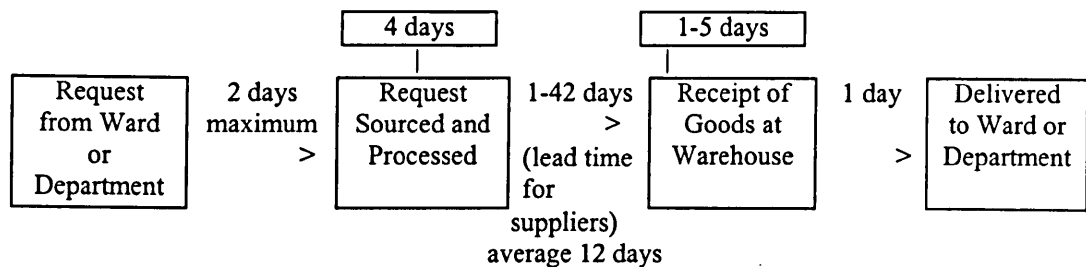 4 days
1-5 days
Request
from Ward
or
Department
2 days
maximum
>
Request
Sourced and
Processed
1-42 days
>
(lead time
for
suppliers)
average 12 days
Receipt of
Goods at
Warehouse
1 day
>
Delivered
to Ward or
Department